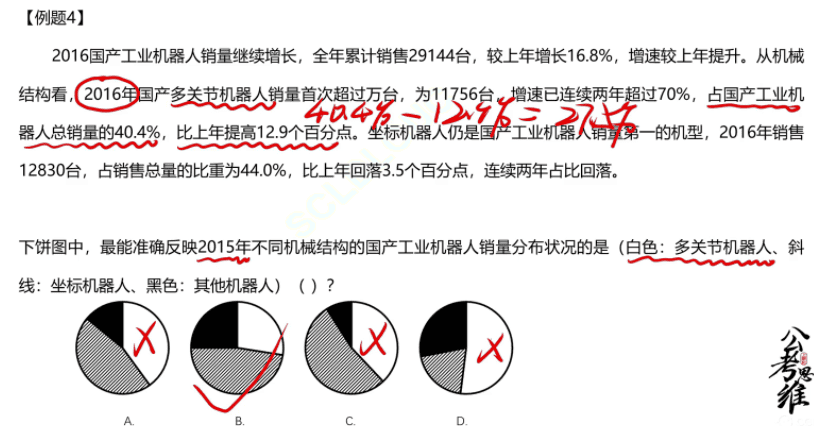 【例题4】
2016国产工业机器人销量继续增长，全年累计销售29144台，较上年增长16.8%，增速较上年提升。从机械
结构看，2016年国产多关节机器人销量首次超过万台，为11756台，增速已连续两年超过70%，占国产工业机
40.4% - 12.9% = 27.5%
器人总销量的40.4%，比上年提高12.9个百分点。坐标机器人仍是国产工业机器人销量第一的机型，2016年销售
12830台，占销售总量的比重为44.0%，比上年回落3.5个百分点，连续两年占比回落。
下饼图中，最能准确反映2015年不同机械结构的国产工业机器人销量分布状况的是（白色：多关节机器人、斜
线：坐标机器人、黑色：其他机器人）（ ）？
A. B. C. D.
公考思维